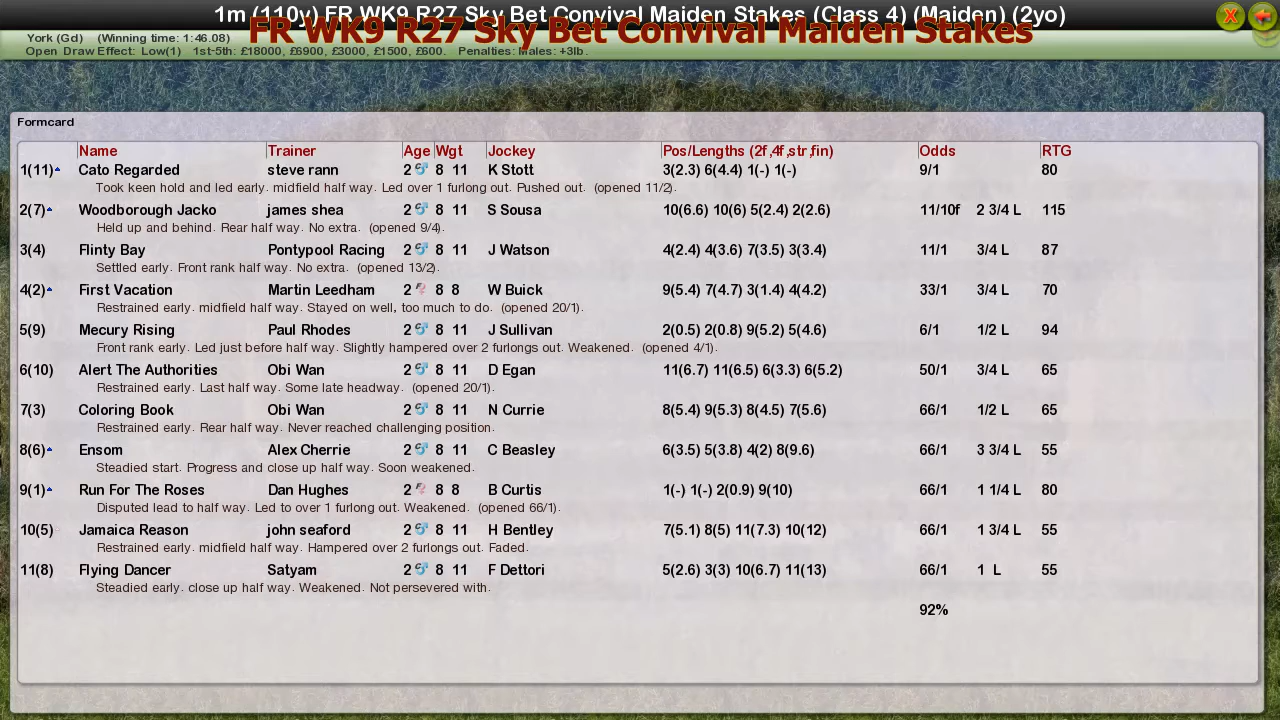 1m (110y) FR WK9 R27 Sky Bet Convival Maiden Stakes (Class 4) (Maiden) (2yo)
FR WK9 R27 Sky Bet Convival Maiden Stakes
York (Gd) (Winning time: 1:46.08)
Open Draw Effect: Low(1) 1st-5th: £18000, £6900, £3000, £1500, £600. Penalties: Males: +3lb.
Formcard
Name Trainer Age Wgt Jockey Pos/Lengths (2f,4f,str,fin) Odds RTG
1(11) Cato Regarded steve rann 2 8 11 K Stott 3(2.3) 6(4.4) 1(-) 1(-) 9/1 80
Took keen hold and led early. midfield half way. Led over 1 furlong out. Pushed out. (opened 11/2).
2(7) Woodborough Jacko james shea 2 8 11 S Sousa 10(6.6) 10(6) 5(2.4) 2(2.6) 11/10f 2 3/4 L 115
Held up and behind. Rear half way. No extra. (opened 9/4).
3(4) Flinty Bay Pontypool Racing 2 8 11 J Watson 4(2.4) 4(3.6) 7(3.5) 3(3.4) 11/1 3/4 L 87
Settled early. Front rank half way. No extra. (opened 13/2).
4(2) First Vacation Martin Leedham 2 8 8 W Buick 9(5.4) 7(4.7) 3(1.4) 4(4.2) 33/1 3/4 L 70
Restrained early. midfield half way. Stayed on well, too much to do. (opened 20/1).
5(9) Mecury Rising Paul Rhodes 2 8 11 J Sullivan 2(0.5) 2(0.8) 9(5.2) 5(4.6) 6/1 1/2 L 94
Front rank early. Led just before half way. Slightly hampered over 2 furlongs out. Weakened. (opened 4/1).
6(10) Alert The Authorities Obi Wan 2 8 11 D Egan 11(6.7) 11(6.5) 6(3.3) 6(5.2) 50/1 3/4 L 65
Restrained early. Last half way. Some late headway. (opened 20/1).
7(3) Coloring Book Obi Wan 2 8 11 N Currie 8(5.4) 9(5.3) 8(4.5) 7(5.6) 66/1 1/2 L 65
Restrained early. Rear half way. Never reached challenging position.
8(6) Ensom Alex Cherrie 2 8 11 C Beasley 6(3.5) 5(3.8) 4(2) 8(9.6) 66/1 3 3/4 L 55
Steadied start. Progress and close up half way. Soon weakened.
9(1) Run For The Roses Dan Hughes 2 8 8 B Curtis 1(-) 1(-) 2(0.9) 9(10) 66/1 1 1/4 L 80
Disputed lead to half way. Led to over 1 furlong out. Weakened. (opened 66/1).
10(5) Jamaica Reason john seaford 2 8 11 H Bentley 7(5.1) 8(5) 11(7.3) 10(12) 66/1 1 3/4 L 55
Restrained early. midfield half way. Hampered over 2 furlongs out. Faded.
11(8) Flying Dancer Satyam 2 8 11 F Dettori 5(2.6) 3(3) 10(6.7) 11(13) 66/1 1 L 55
Steadied early. close up half way. Weakened. Not persevered with.
92%